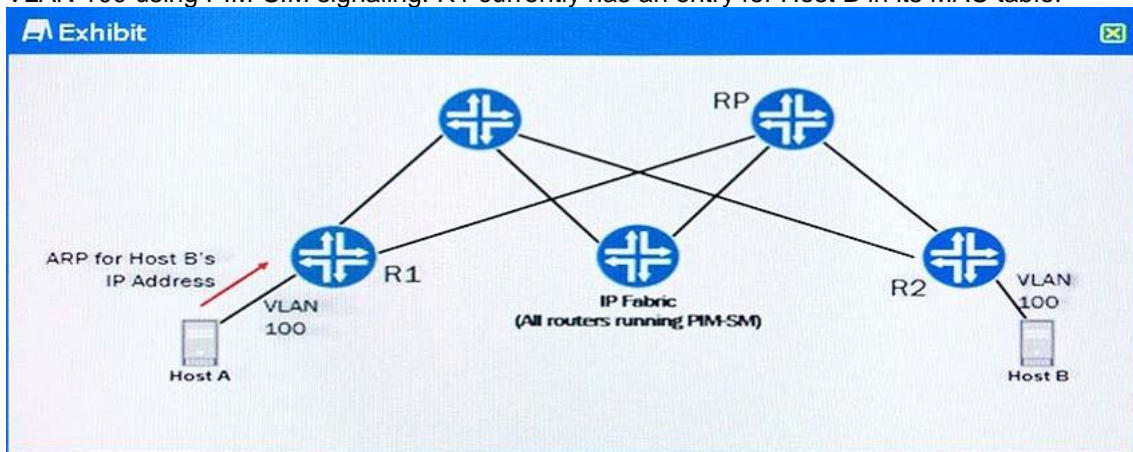 VLAN 100 using PIM-SM signaling. R1 currently has an entry for Host B in its MAC table.
Exhibit
RP
ARP for Host B's
IP Address
R1
VLAN
100
Host A
IP Fabric
(All routers running PIM-SM)
R2
VLAN
100
Host B